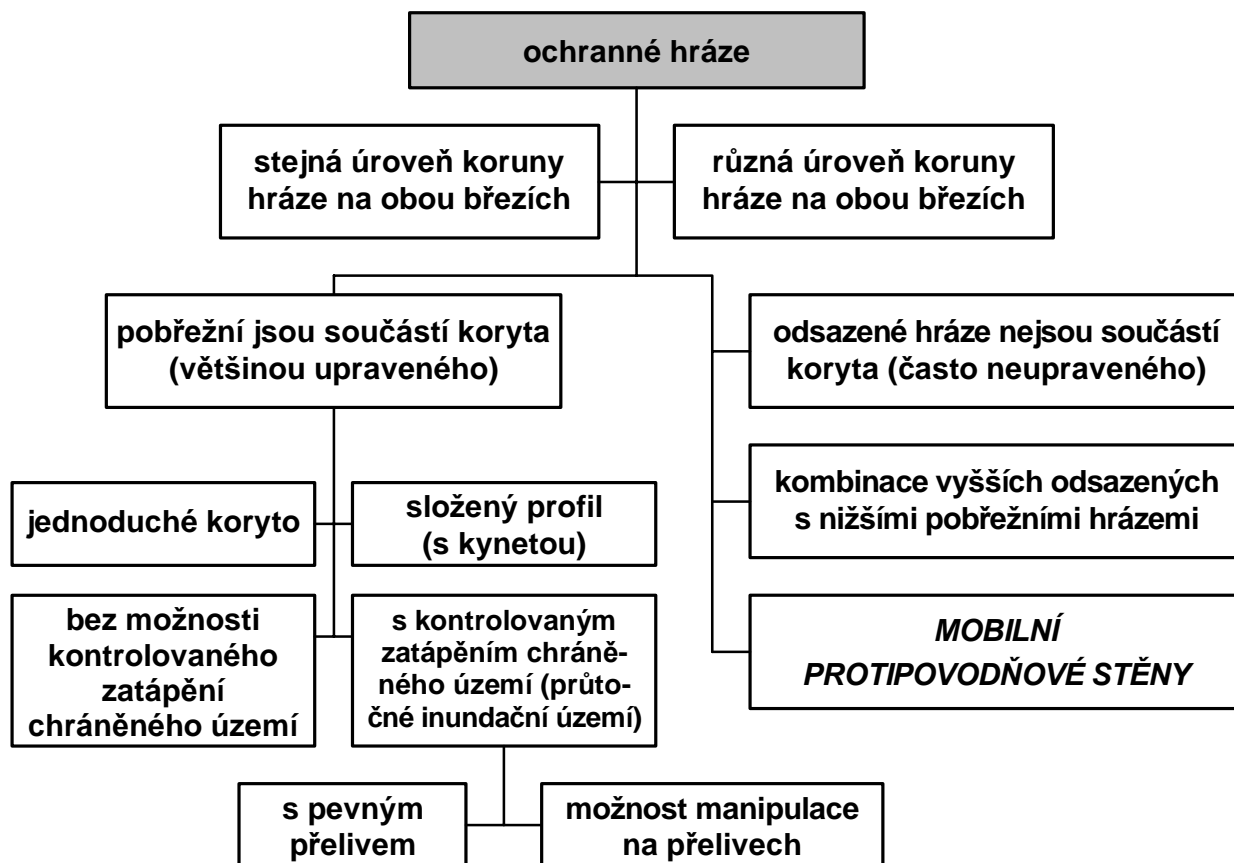 ochranné hráze
stejná úroveň koruny
hráze na obou březích
různá úroveň koruny
hráze na obou březích
pobřežní jsou součástí koryta
(většinou upraveného)
odsazené hráze nejsou součástí
koryta (často neupraveného)
jednoduché koryto
složený profil
(s kynetou)
kombinace vyšších odsazených
s nižšími pobřežními hrázemi
bez možnosti
kontrolovaného
zatápění
chráněného území
s kontrolovaným
zatápěním chráně-
ného území (průto-
čné inundační území)
MOBILNÍ
PROTIPOVODŇOVÉ STĚNY
s pevným
přelivem
možnost manipulace
na přelivech